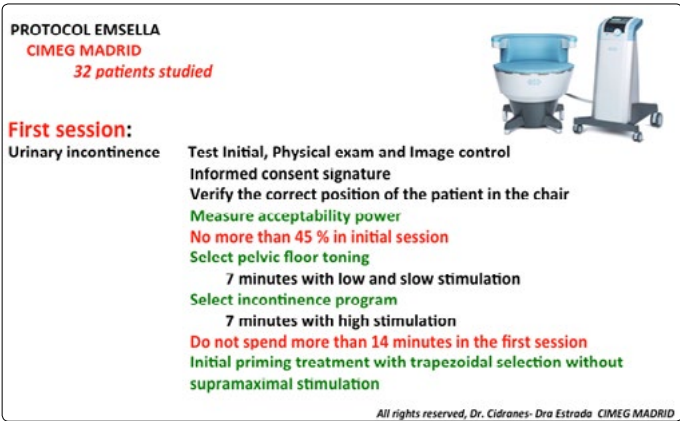 PROTOCOL EMSELLA
CIMEG MADRID
32 patients studied
First session:
Urinary incontinence Test Initial, Physical exam and Image control
Informed consent signature
Verify the correct position of the patient in the chair
Measure acceptability power
No more than 45 % in initial session
Select pelvic floor toning
7 minutes with low and slow stimulation
Select incontinence program
7 minutes with high stimulation
Do not spend more than 14 minutes in the first session
Initial priming treatment with trapezoidal selection without
supramaximal stimulation
All rights reserved, Dr. Cidranes- Dra Estrada CIMEG MADRID